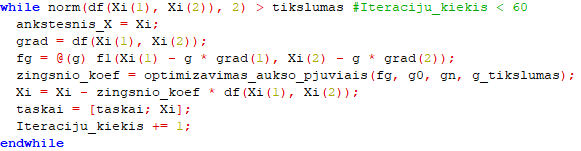 while norm(df(Xi(1), Xi(2)), 2) > tikslumas #Iteraciju_kiekis < 60
ankstesnis_X = Xi;
grad = df(Xi(1), Xi(2));
fg = @(g) fl(Xi(1) - g * grad(1), Xi(2) - g * grad(2));
zingsnio_koef = optimizavimas_aukso_pjuviais(fg, g0, gn, g_tikslumas);
Xi = Xi - zingsnio_koef * df(Xi(1), Xi(2));
taskai = [taskai; Xi];
Iteraciju_kiekis += 1;
endwhile